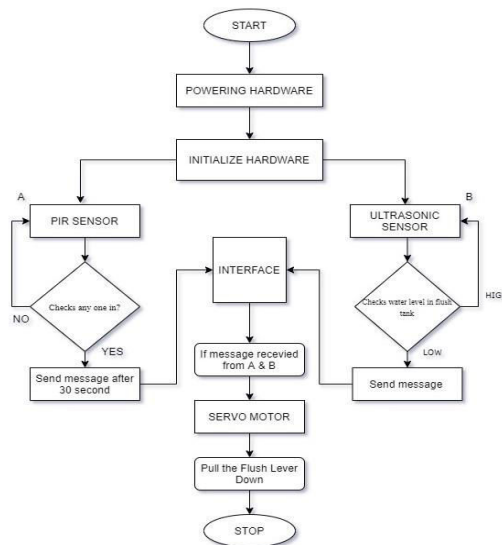 START
POWERING HARDWARE
INITIALIZE HARDWARE
A
PIR SENSOR
Checks any one in?
NO
YES
Send message after
30 second
B
ULTRASONIC
SENSOR
Checks water level in flush
tank
HIG
LOW
Send message
INTERFACE
If message recevied
from A & B
SERVO MOTOR
Pull the Flush Lever
Down
STOP